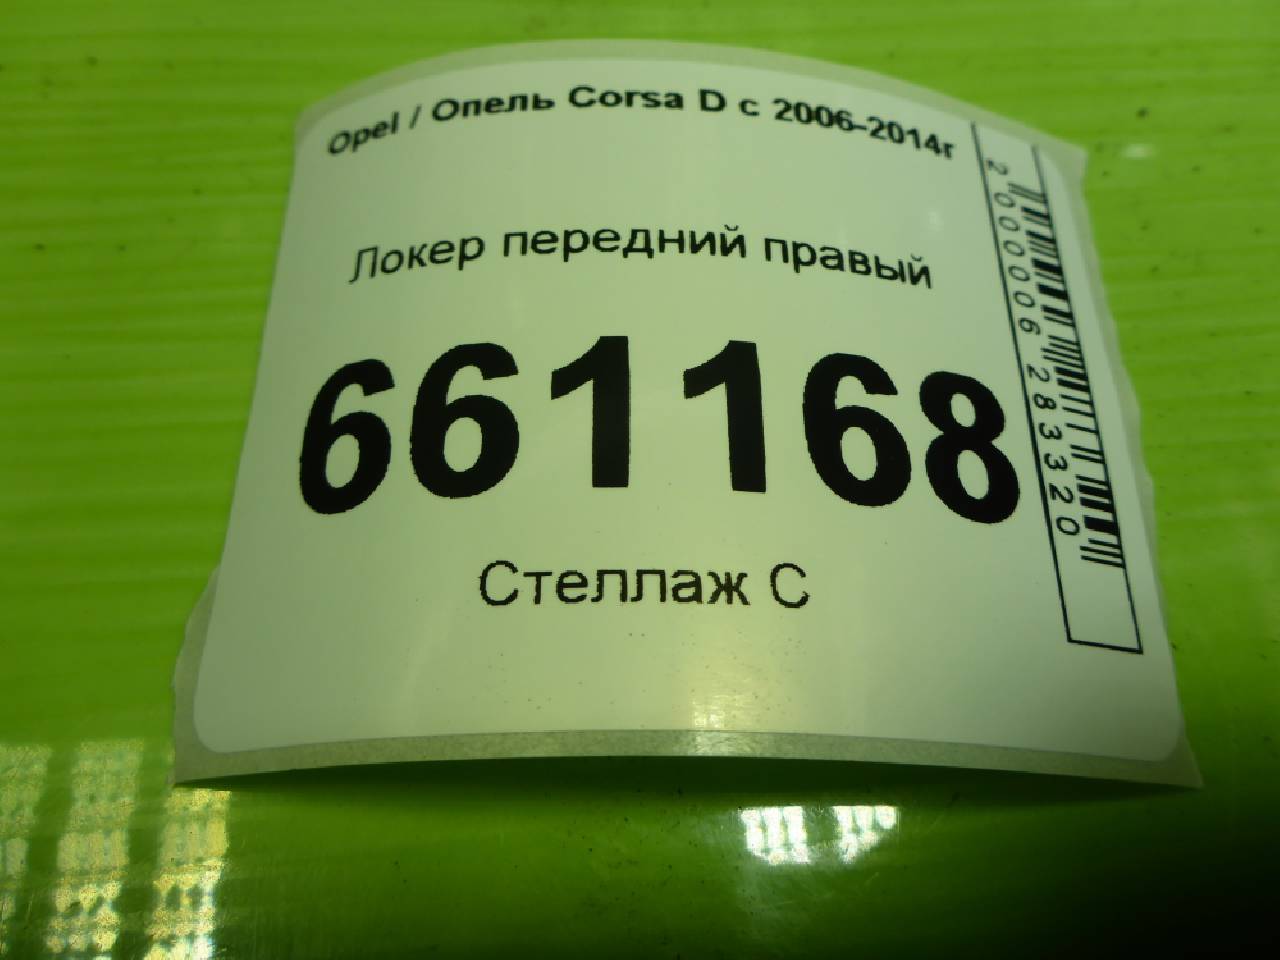 Opel / Опель Corsa D с 2006-2014г
Локер передний правый
661168
Стеллаж С
2000006283320